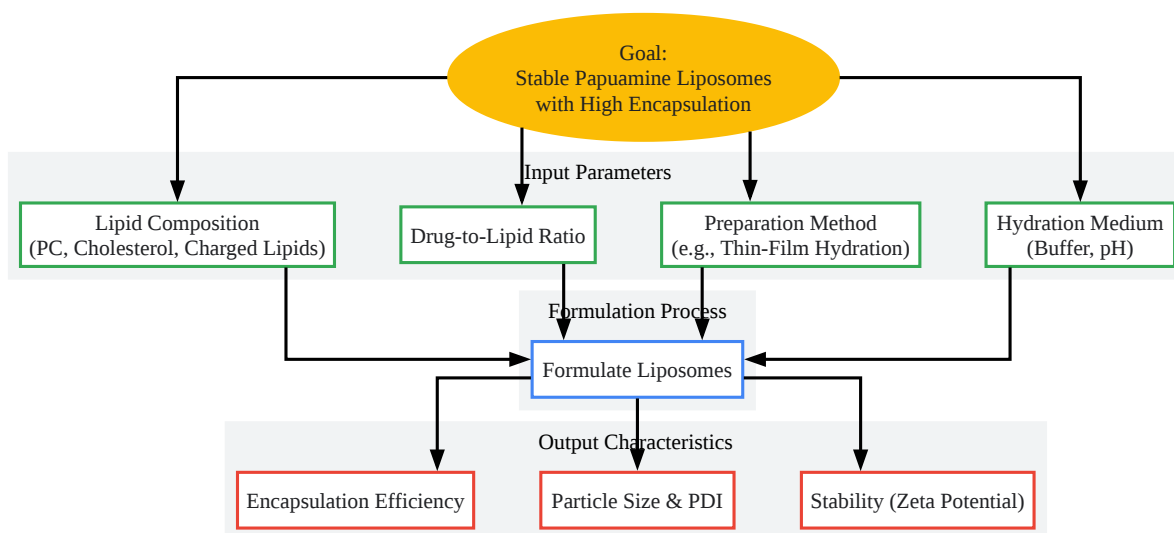 Goal:
Stable Papuamine Liposomes
with High Encapsulation
Input Parameters
Lipid Composition
(PC, Cholesterol, Charged Lipids)
Drug-to-Lipid Ratio
Preparation Method
(e.g., Thin-Film Hydration)
Hydration Medium
(Buffer, pH)
Formulation Process
Formulate Liposomes
Output Characteristics
Encapsulation Efficiency
Particle Size & PDI
Stability (Zeta Potential)